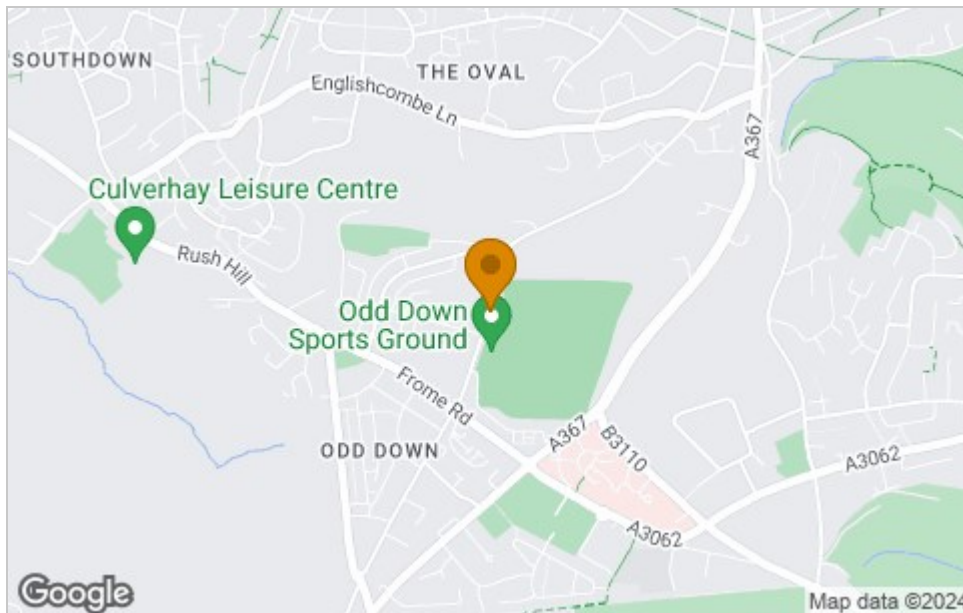 SOUTHDOWN
THE OVAL
Englishcombe Ln
A367
Culverhay Leisure Centre
Rush Hill
Odd Down
Sports Ground
Frome Rd
A367
B3110
ODD DOWN
A3062
A3062
Google
Map data ©2024